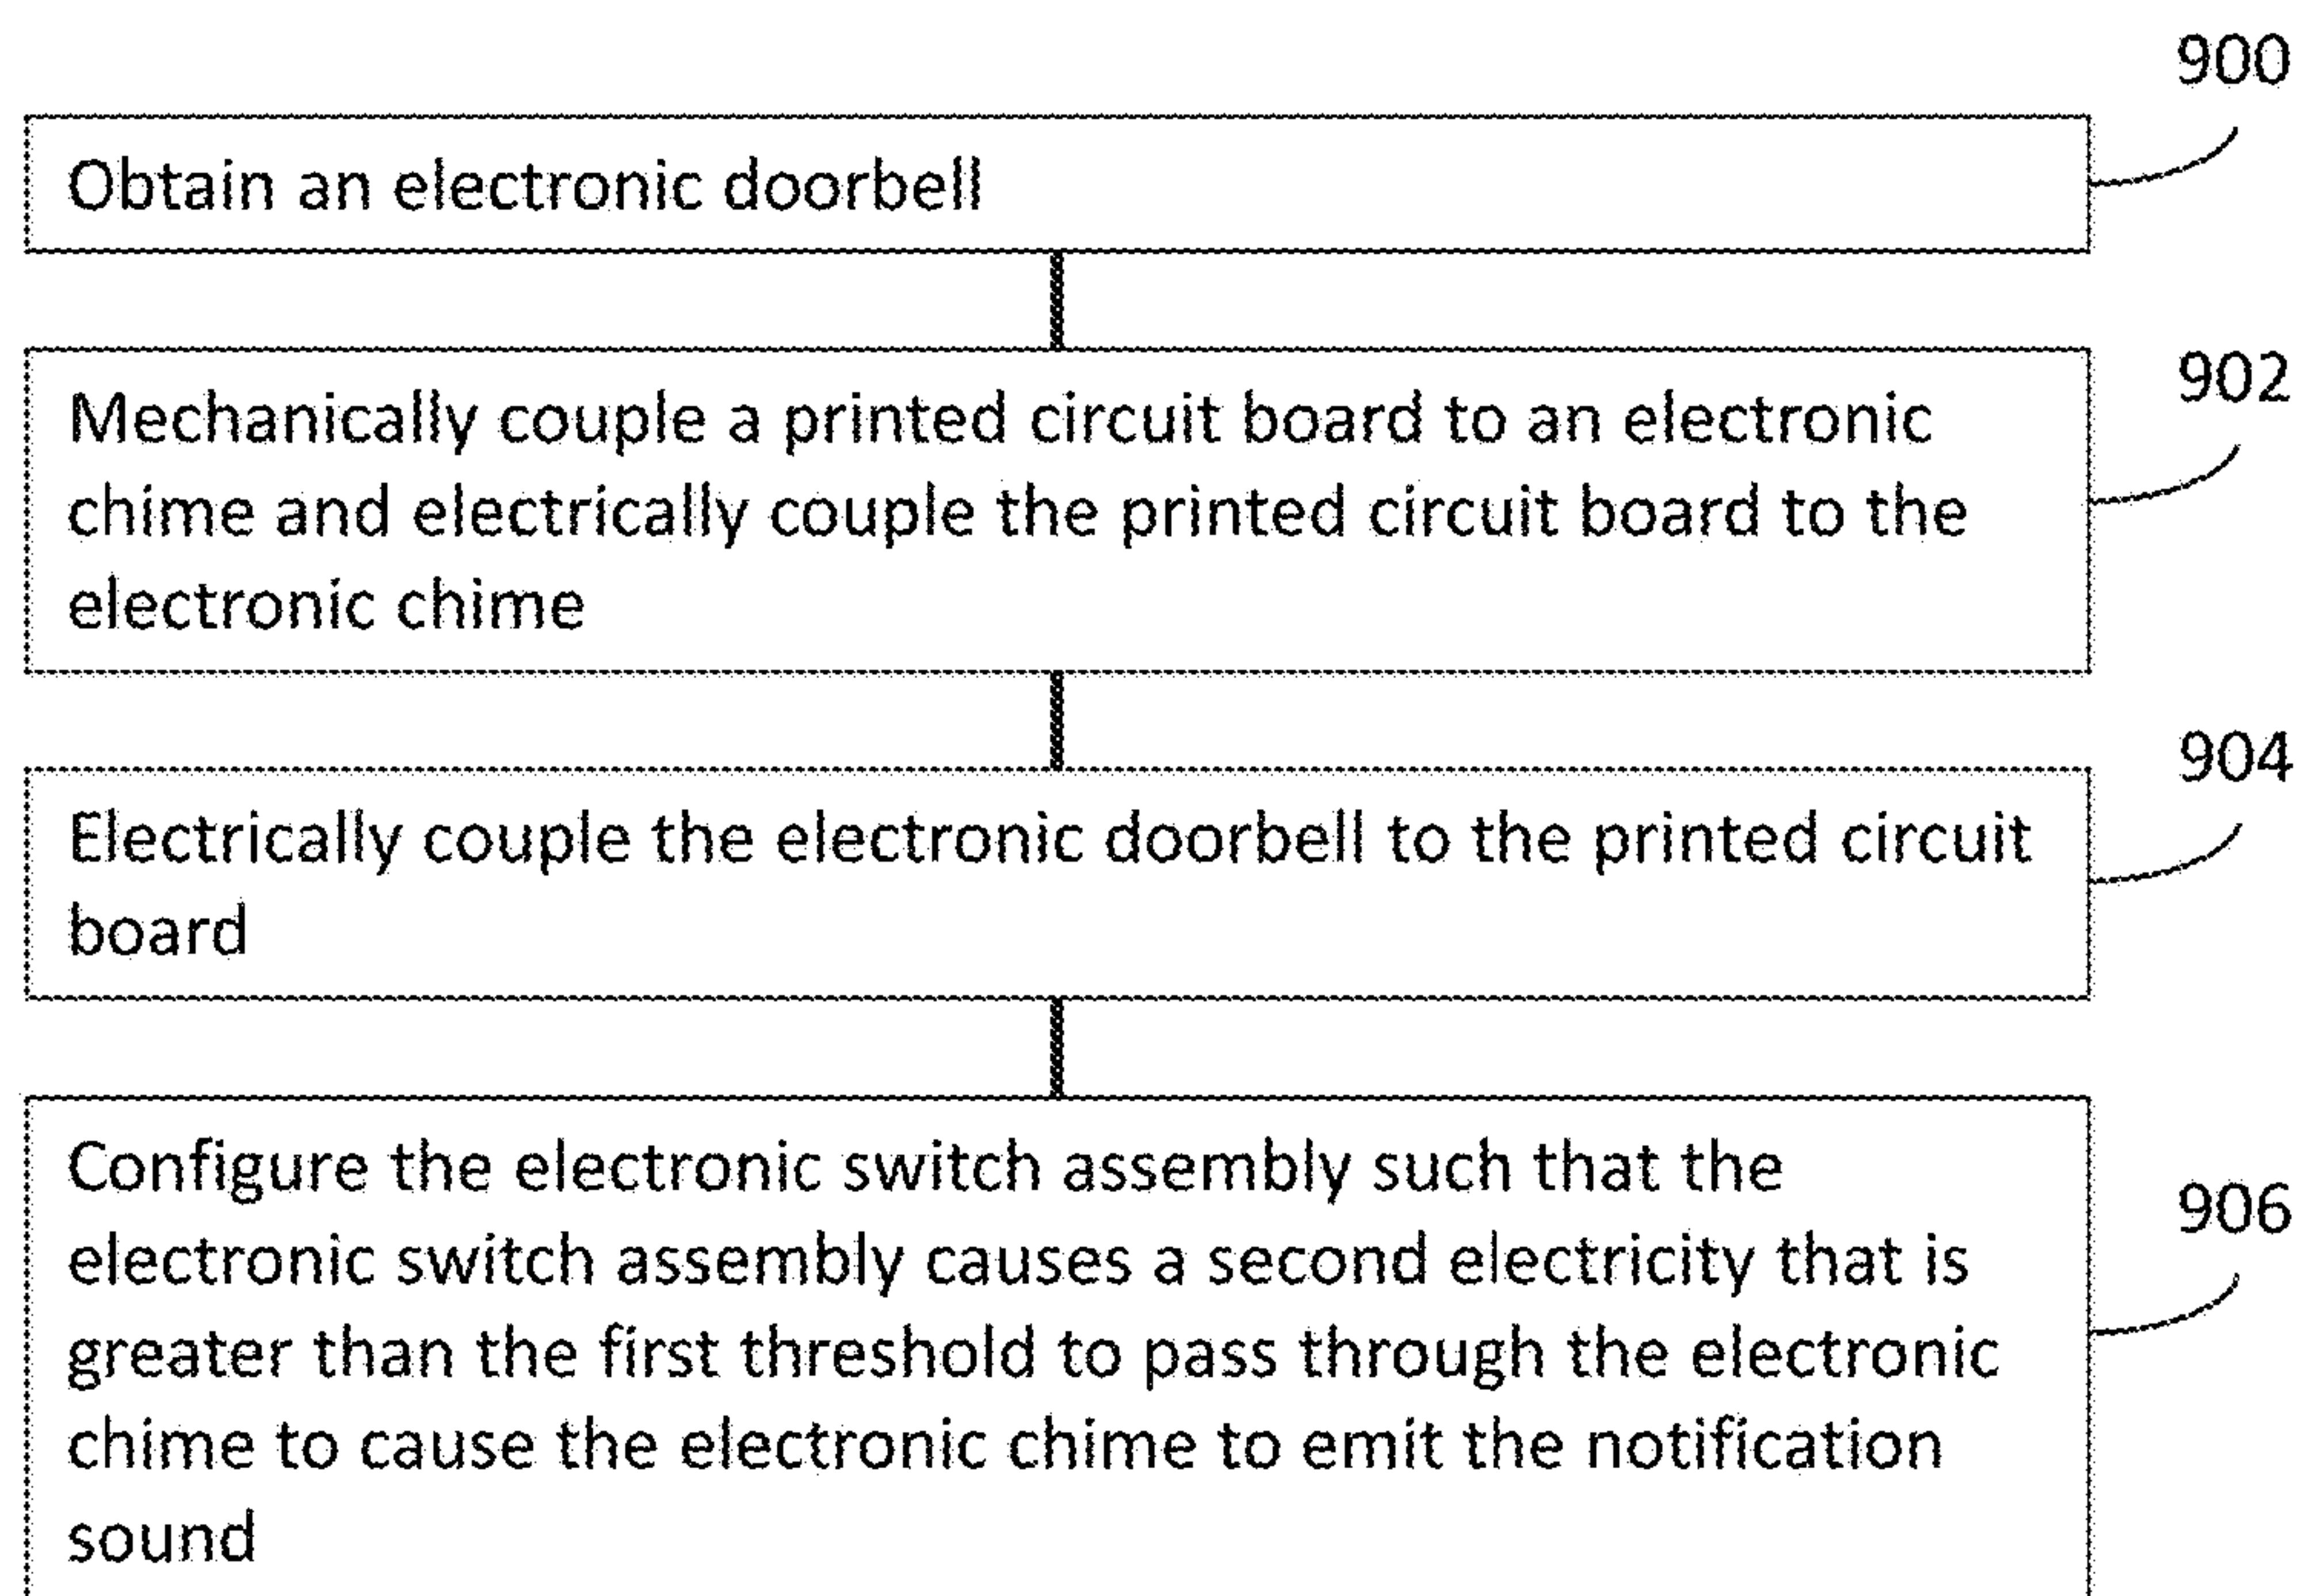 900
Obtain an electronic doorbell
902
Mechanically couple a printed circuit board to an electronic
chime and electrically couple the printed circuit board to the
electronic chime
904
Electrically couple the electronic doorbell to the printed circuit
board
Configure the electronic switch assembly such that the
906
electronic switch assembly causes a second electricity that is
greater than the first threshold to pass through the electronic
chime to cause the electronic chime to emit the notification
sound